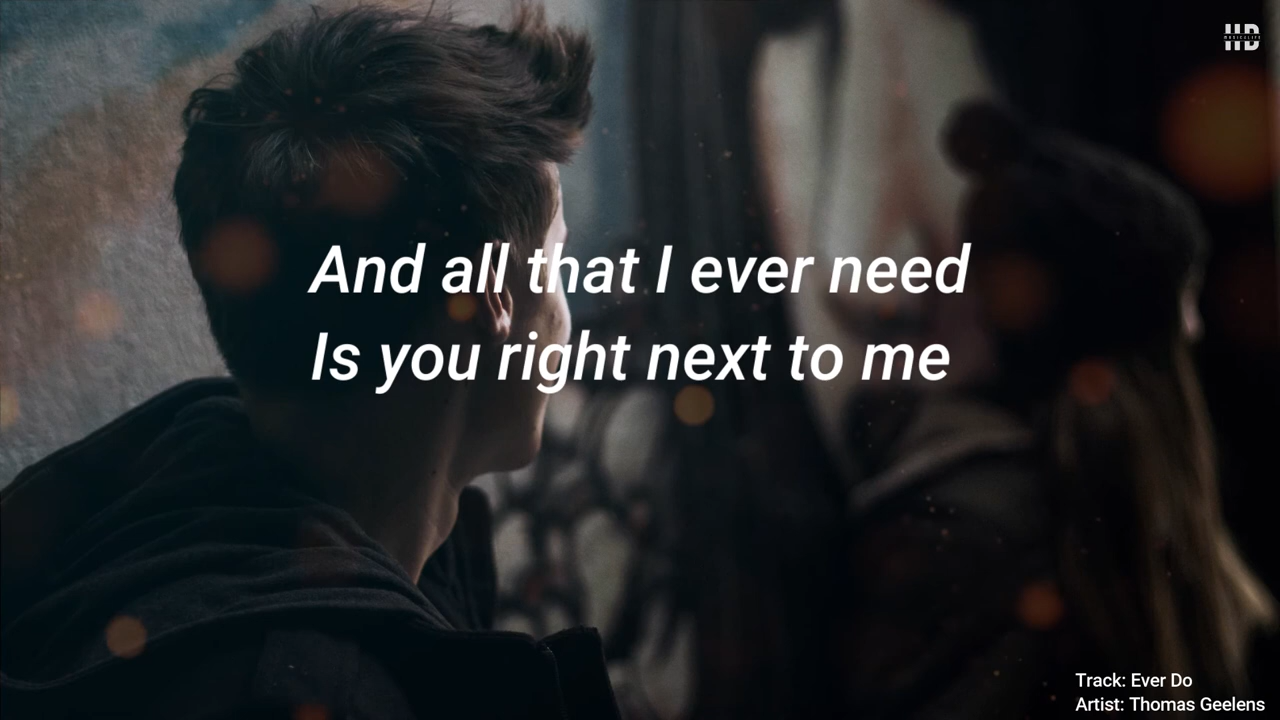 HD
And all that I ever need
Is you right next to me
Track: Ever Do
Artist: Thomas Geelens